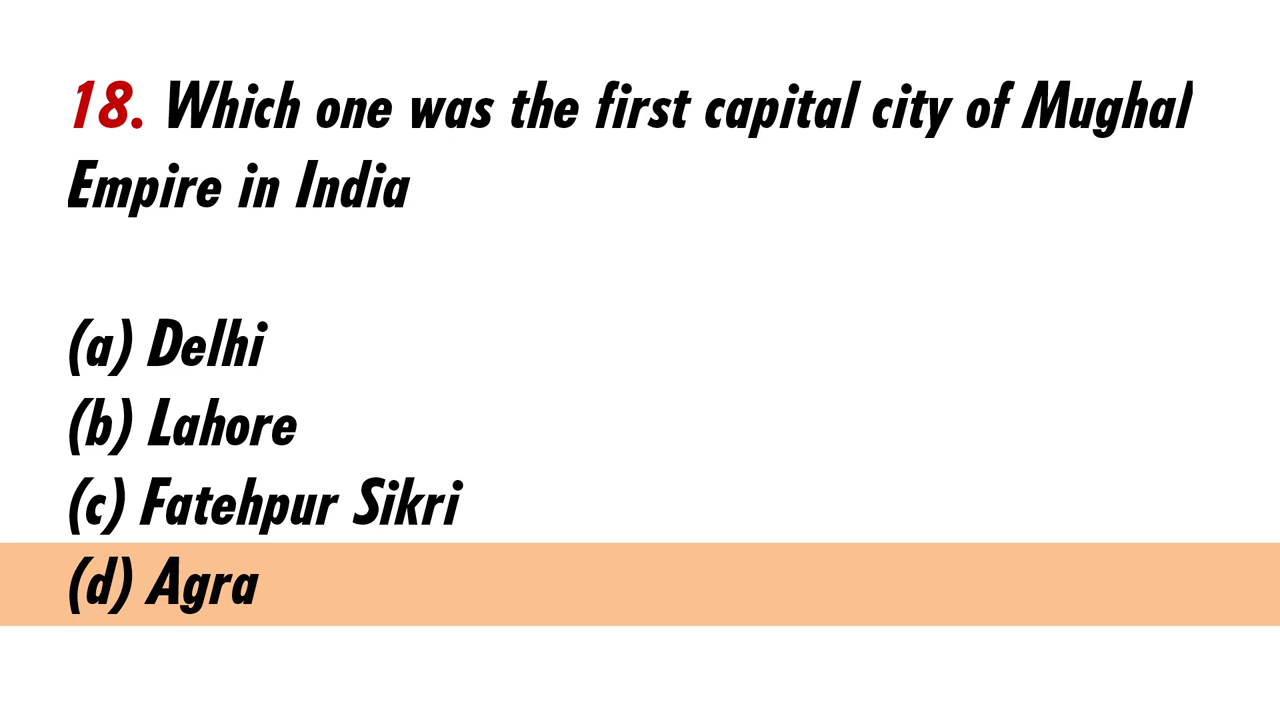 18. Which one was the first capital city of Mughal
Empire in India
(a) Delhi
(b) Lahore
(c) Fatehpur Sikri
(d) Agra